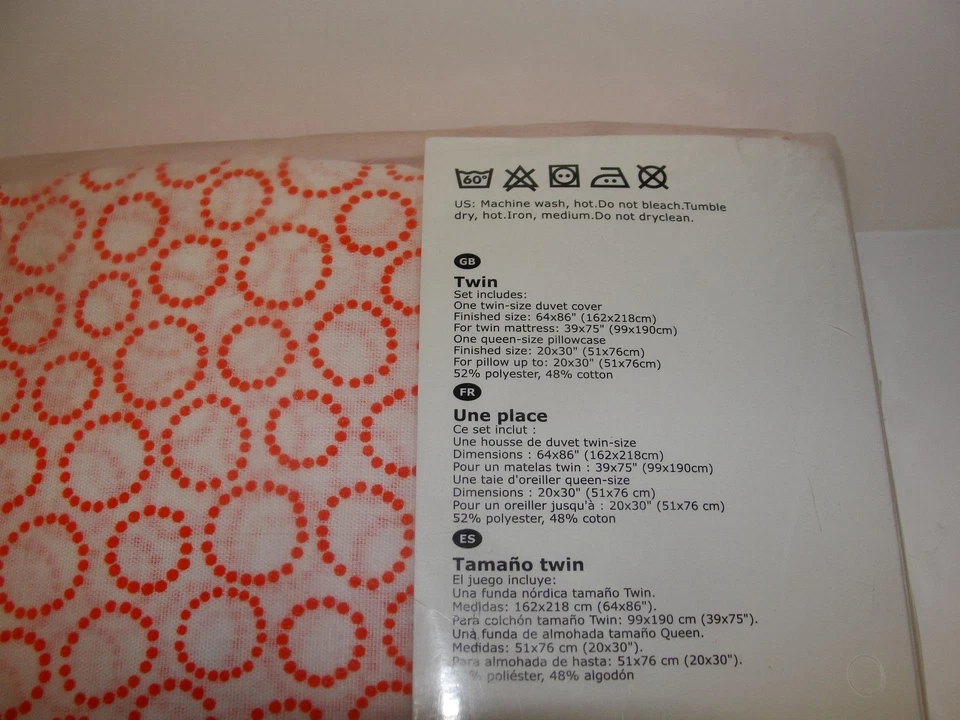 60°
US: Machine wash, hot.Do not bleach.Tumble
dry, hot.Iron, medium.Do not dryclean.
GB
Twin
Set includes:
One twin-size duvet cover
Finished size: 64x86" (162x218cm)
For twin mattress: 39x75" (99x190cm)
One queen-size pillowcase
Finished size: 20x30" (51x76cm)
For pillow up to: 20x30" (51x76cm)
52% polyester, 48% cotton
FR
Une place
Ce set inclut :
Une housse de duvet twin-size
Dimensions : 64x86" (162x218cm)
Pour un matelas twin : 39x75" (99x190cm)
Une taie d'oreiller queen-size
Dimensions : 20x30" (51x76 cm)
Pour un oreiller jusqu'à : 20x30" (51x76 cm)
52% polyester, 48% coton
ES
Tamaño twin
El juego incluye:
Una funda nórdica tamaño Twin.
Medidas: 162x218 cm (64x86").
Para colchón tamaño Twin: 99x190 cm (39x75").
Una funda de almohada tamaño Queen.
Medidas: 51x76 cm (20x30").
Para almohada de hasta: 51x76 cm (20x30").
poliéster, 48% algodón